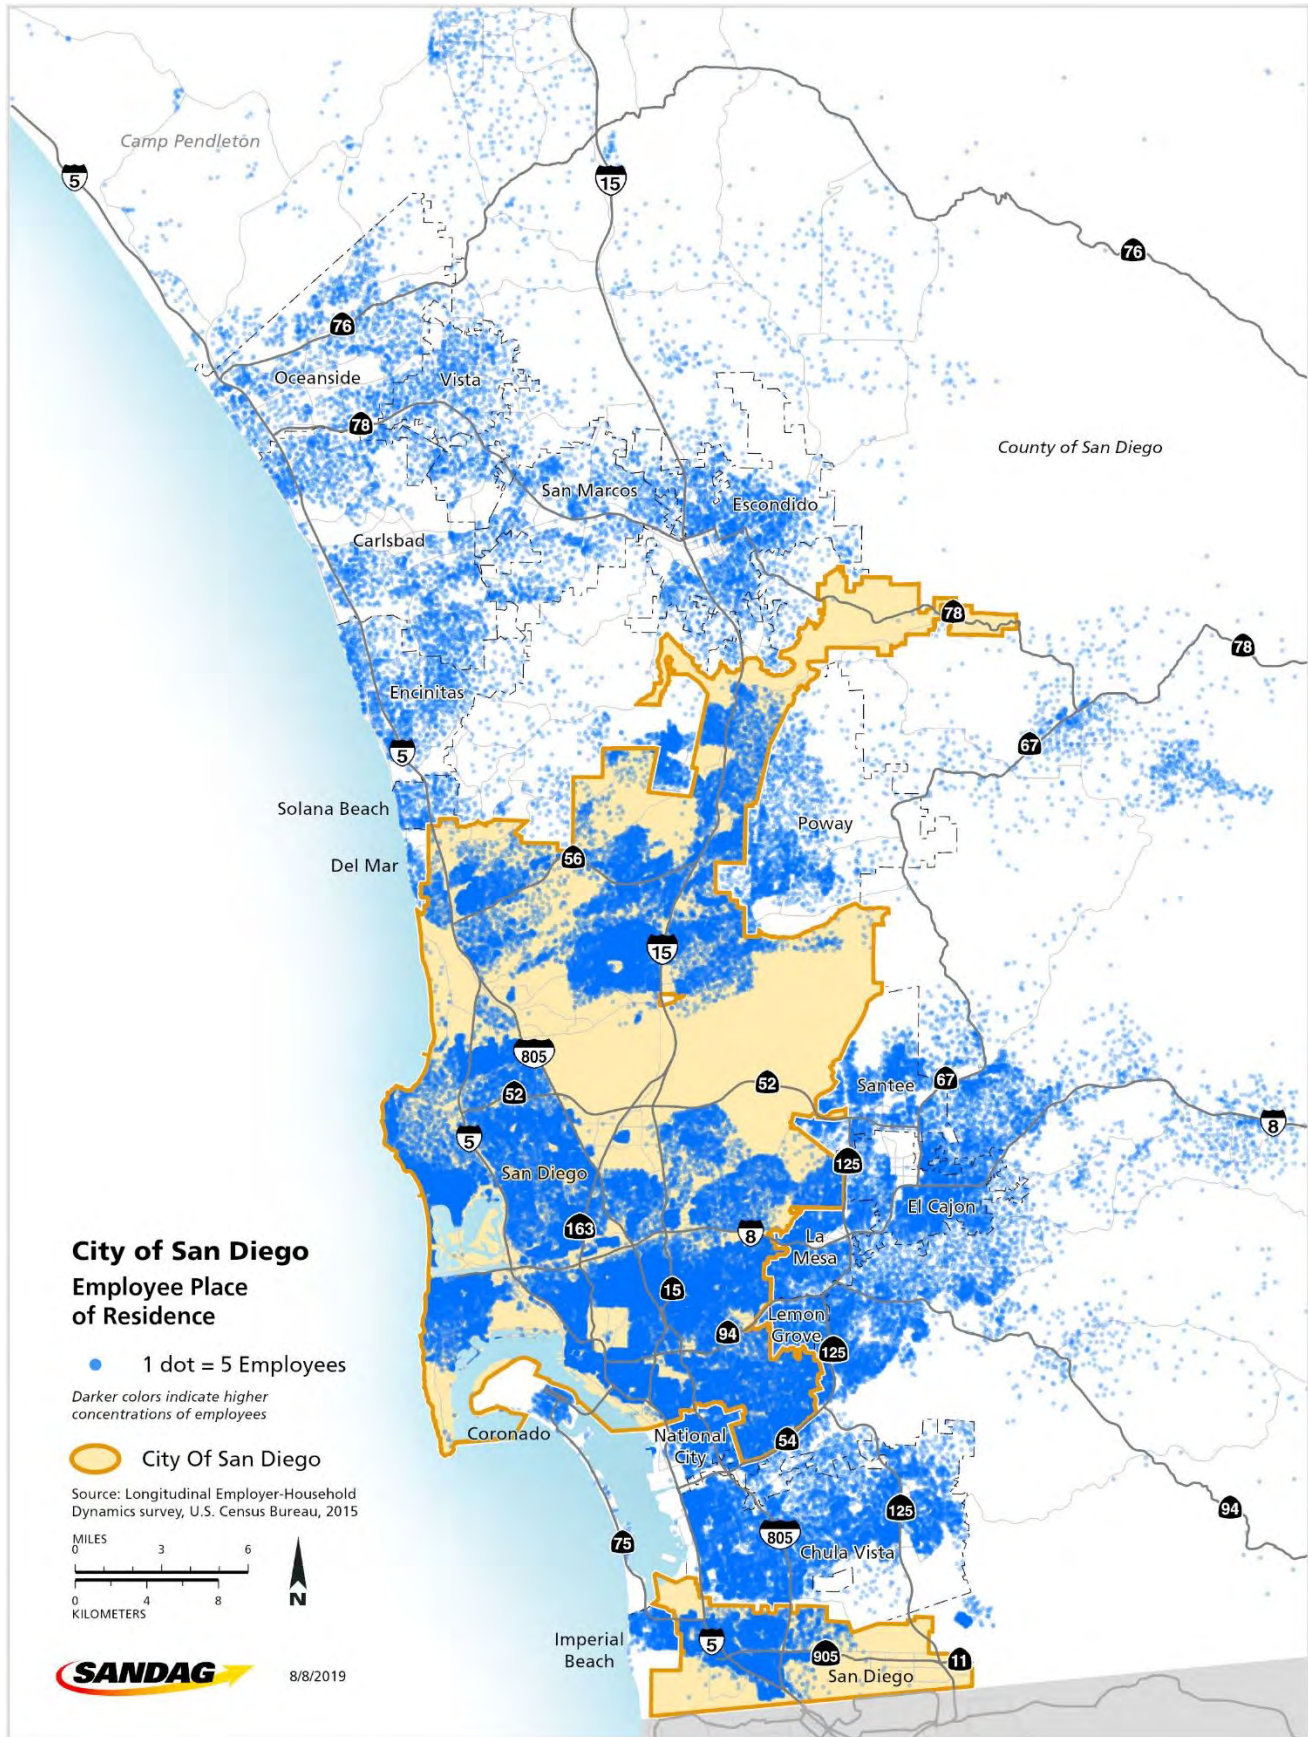 Camp Pendleton
5
15
76
76
Oceanside
Vista
78
County of San Diego
San Marcos
Escondido
Carlsbad
78
78
Encinitas
67
5
Solana Beach
Poway
Del Mar
56
15
805
52
52
Santee
67
8
5
125
San Diego
El Cajon
163
8
La
Mesa
15
94
Lemon
Grove
125
Coronado
National
City
54
125
94
805
75
Chula Vista
Imperial
Beach
5
905
11
San Diego
City of San Diego
Employee Place
of Residence
1 dot = 5 Employees
Darker colors indicate higher
concentrations of employees
City Of San Diego
Source: Longitudinal Employer-Household
Dynamics survey, U.S. Census Bureau, 2015
MILES
0 3 6
0 4 8
KILOMETERS
N
SANDAG
8/8/2019